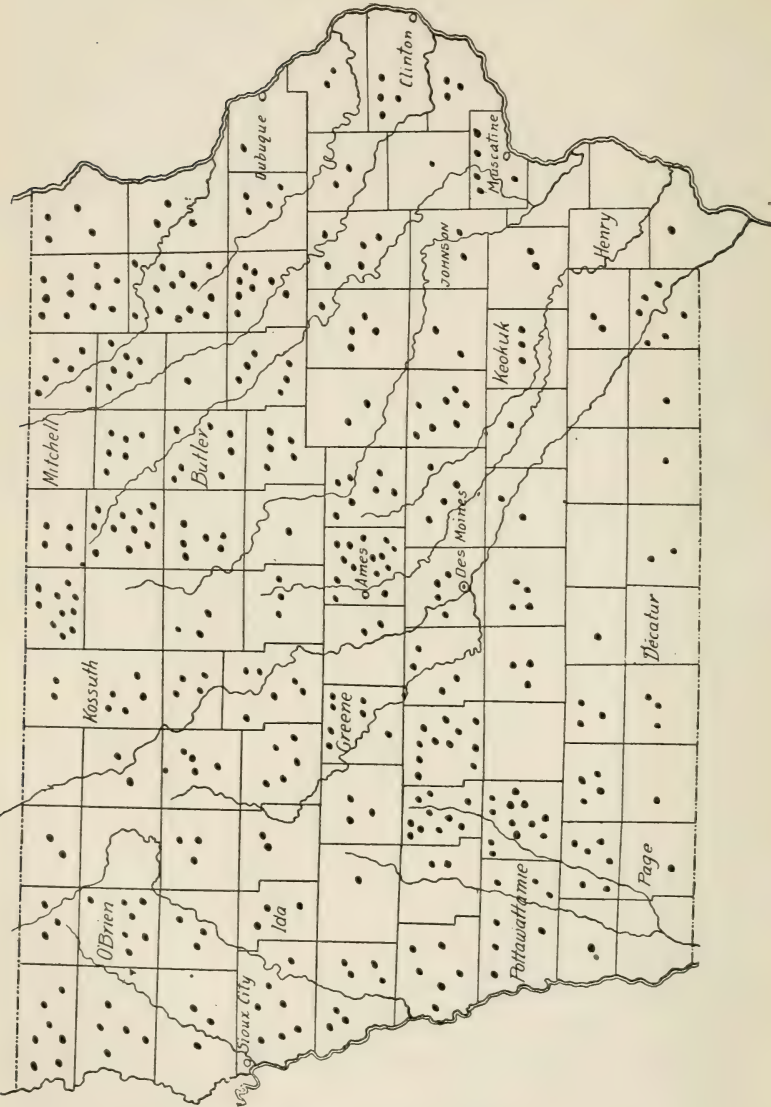 Mitchell
Kossuth
O'Brien
Butler
Dubuque
Sioux City
Ida
Greene
Ames
Clinton
JOHNSON
Muscatine
Des Moines
Pottawattamie
Keokuk
Henry
Page
Decatur